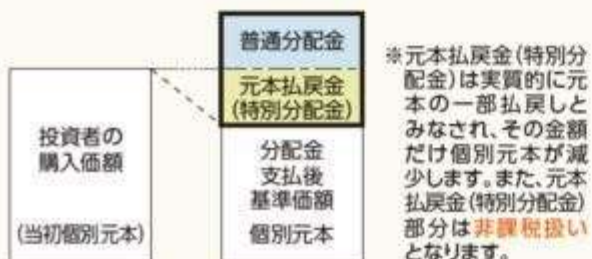 普通分配金
元本払戻金
(特別分配金)
投資者の
購入価額
(当初個別元本)
分配金
支払後
基準価額
個別元本
※元本払戻金(特別分
配金)は実質的に元
本の一部払戻しと
みなされ、その金額
だけ個別元本が減
少します。また、元本
払戻金(特別分配金)
部分は非課税扱い
となります。